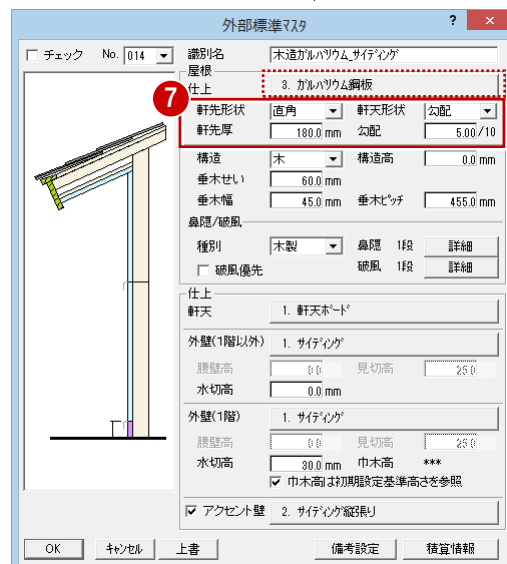 外部標準マスタ ? ×
チェック No. 014 識別名 木造ガルバリウム_サイディング
屋根
仕上 3. ガルバリウム鋼板
7
軒先形状 直角 軒天形状 勾配
軒先厚 180.0 mm 勾配 5.00 /10
構造 木 構造高 0.0 mm
垂木せい 60.0 mm
垂木幅 45.0 mm 垂木ピッチ 455.0 mm
鼻隠/破風
種別 木製 鼻隠 1段 詳細
破風優先 破風 1段 詳細
仕上
軒天 1. 軒天ボード
外壁(1階以外) 1. サイディング
腰壁高 0.0 見切高 25.0
水切高 0.0 mm
外壁(1階) 1. サイディング
腰壁高 0.0 見切高 25.0
水切高 30.0 mm 巾木高 ***
巾木高は初期設定基準高さを参照
アクセント壁 2. サイディング縦張り
OK キャンセル 上書 備考設定 積算情報